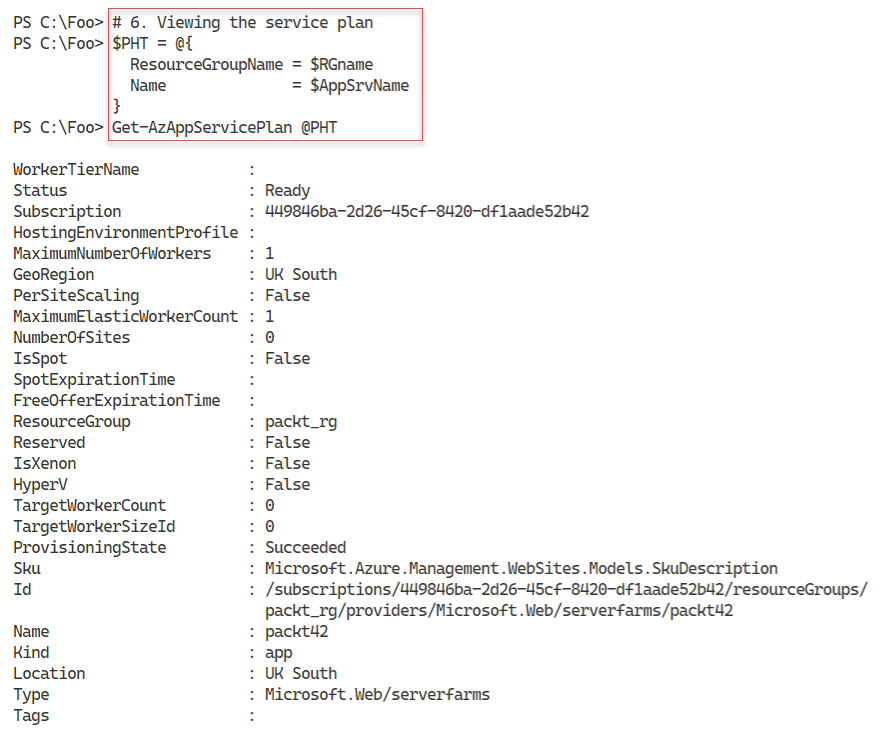 PS C:\Foo> # 6. Viewing the service plan
PS C:\Foo> $PHT = @{
             ResourceGroupName = $RGname
             Name              = $AppSrvName
           }
PS C:\Foo> Get-AzAppServicePlan @PHT
WorkerTierName            :
Status                    : Ready
Subscription              : 449846ba-2d26-45cf-8420-df1aade52b42
HostingEnvironmentProfile :
MaximumNumberOfWorkers    : 1
GeoRegion                 : UK South
PerSiteScaling            : False
MaximumElasticWorkerCount : 1
NumberOfSites             : 0
IsSpot                    : False
SpotExpirationTime        :
FreeOfferExpirationTime   :
ResourceGroup             : packt_rg
Reserved                  : False
IsXenon                   : False
HyperV                    : False
TargetWorkerCount         : 0
TargetWorkerSizeId        : 0
ProvisioningState         : Succeeded
Sku                       : Microsoft.Azure.Management.WebSites.Models.SkuDescription
Id                        : /subscriptions/449846ba-2d26-45cf-8420-df1aade52b42/resourceGroups/
                            packt_rg/providers/Microsoft.Web/serverfarms/packt42
Name                      : packt42
Kind                      : app
Location                  : UK South
Type                      : Microsoft.Web/serverfarms
Tags                      :